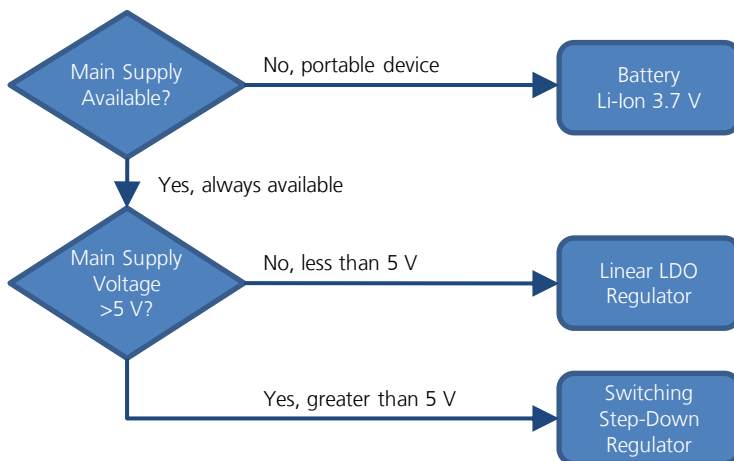 Main Supply
Available?
No, portable device
Battery
Li-Ion 3.7 V
Yes, always available
Main Supply
Voltage
>5 V?
No, less than 5 V
Linear LDO
Regulator
Yes, greater than 5 V
Switching
Step-Down
Regulator